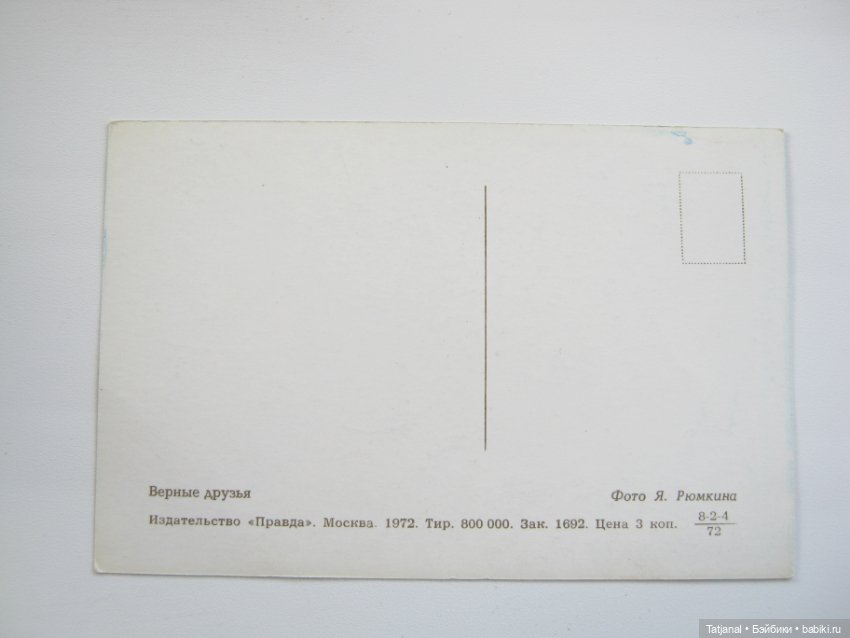 Верные друзья
Фото Я. Рюмкина
Издательство «Правда». Москва. 1972. Тир. 800 000. Зак. 1692. Цена 3 коп. 8-2-4
72
Tatjanal • Бэйбики • babiki.ru